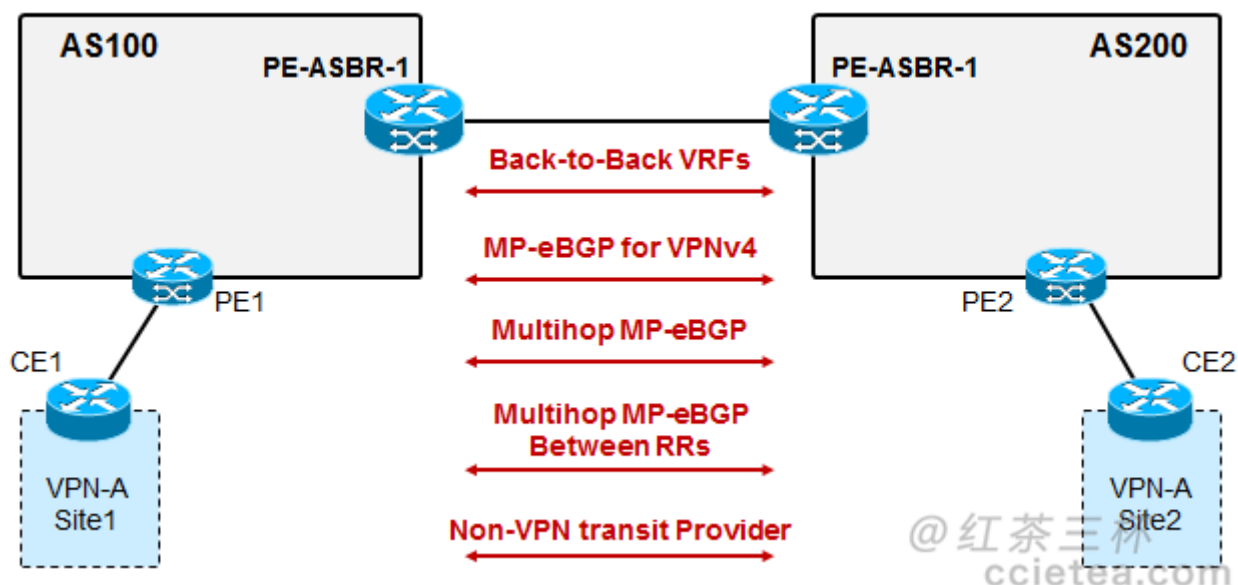 AS100
AS200
PE-ASBR-1
PE-ASBR-1
Back-to-Back VRFs
MP-eBGP for VPNv4
PE1
PE2
Multihop MP-eBGP
CE1
CE2
Multihop MP-eBGP
Between RRs
VPN-A
Site1
VPN-A
Site2
Non-VPN transit Provider
@红茶三杯
ccietea.com